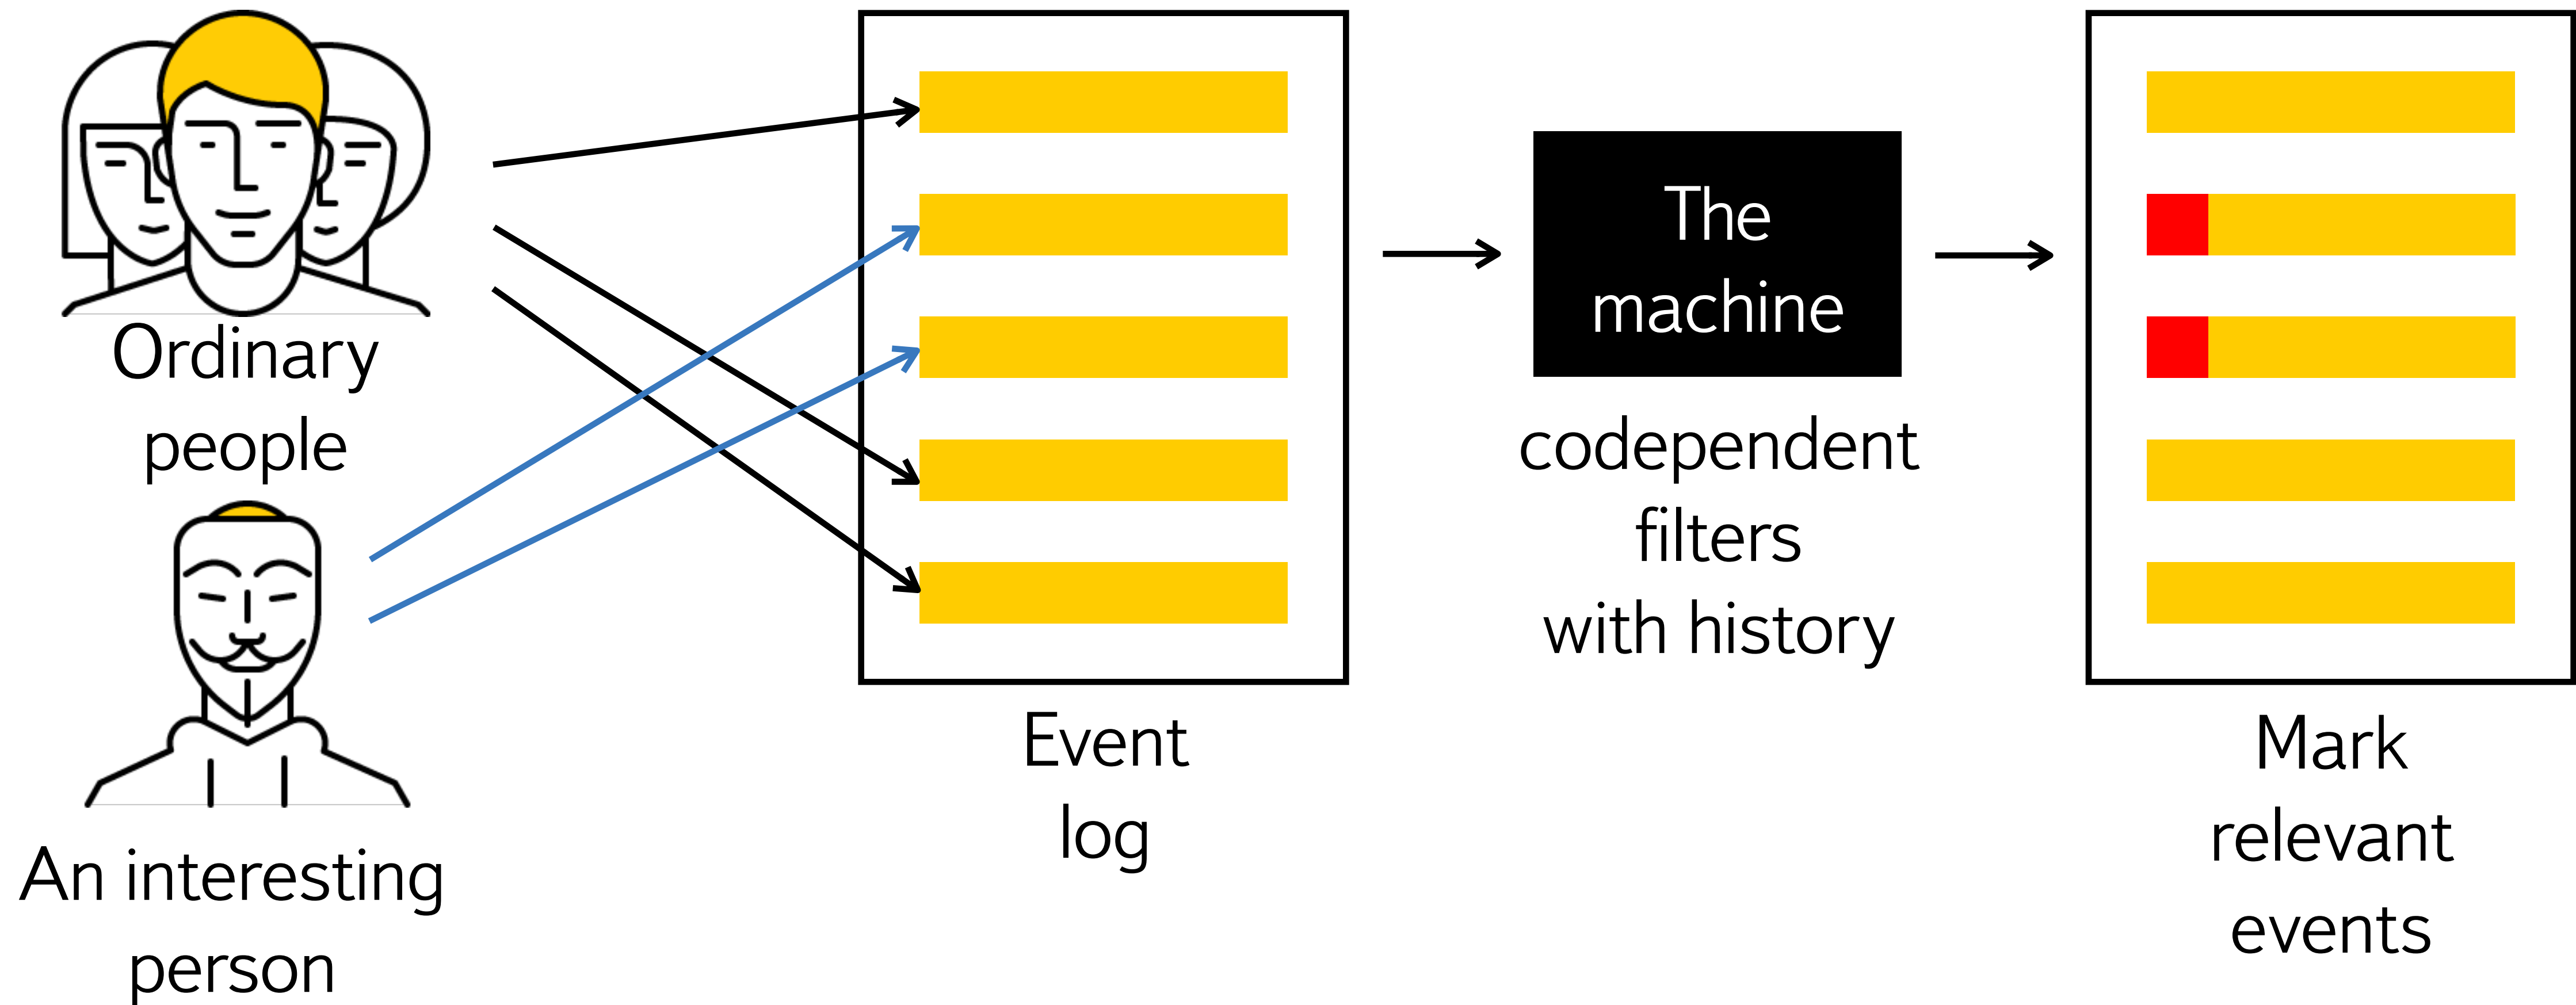 Ordinary
people
An interesting
person
Event
log
The
machine
codependent
filters
with history
Mark
relevant
events